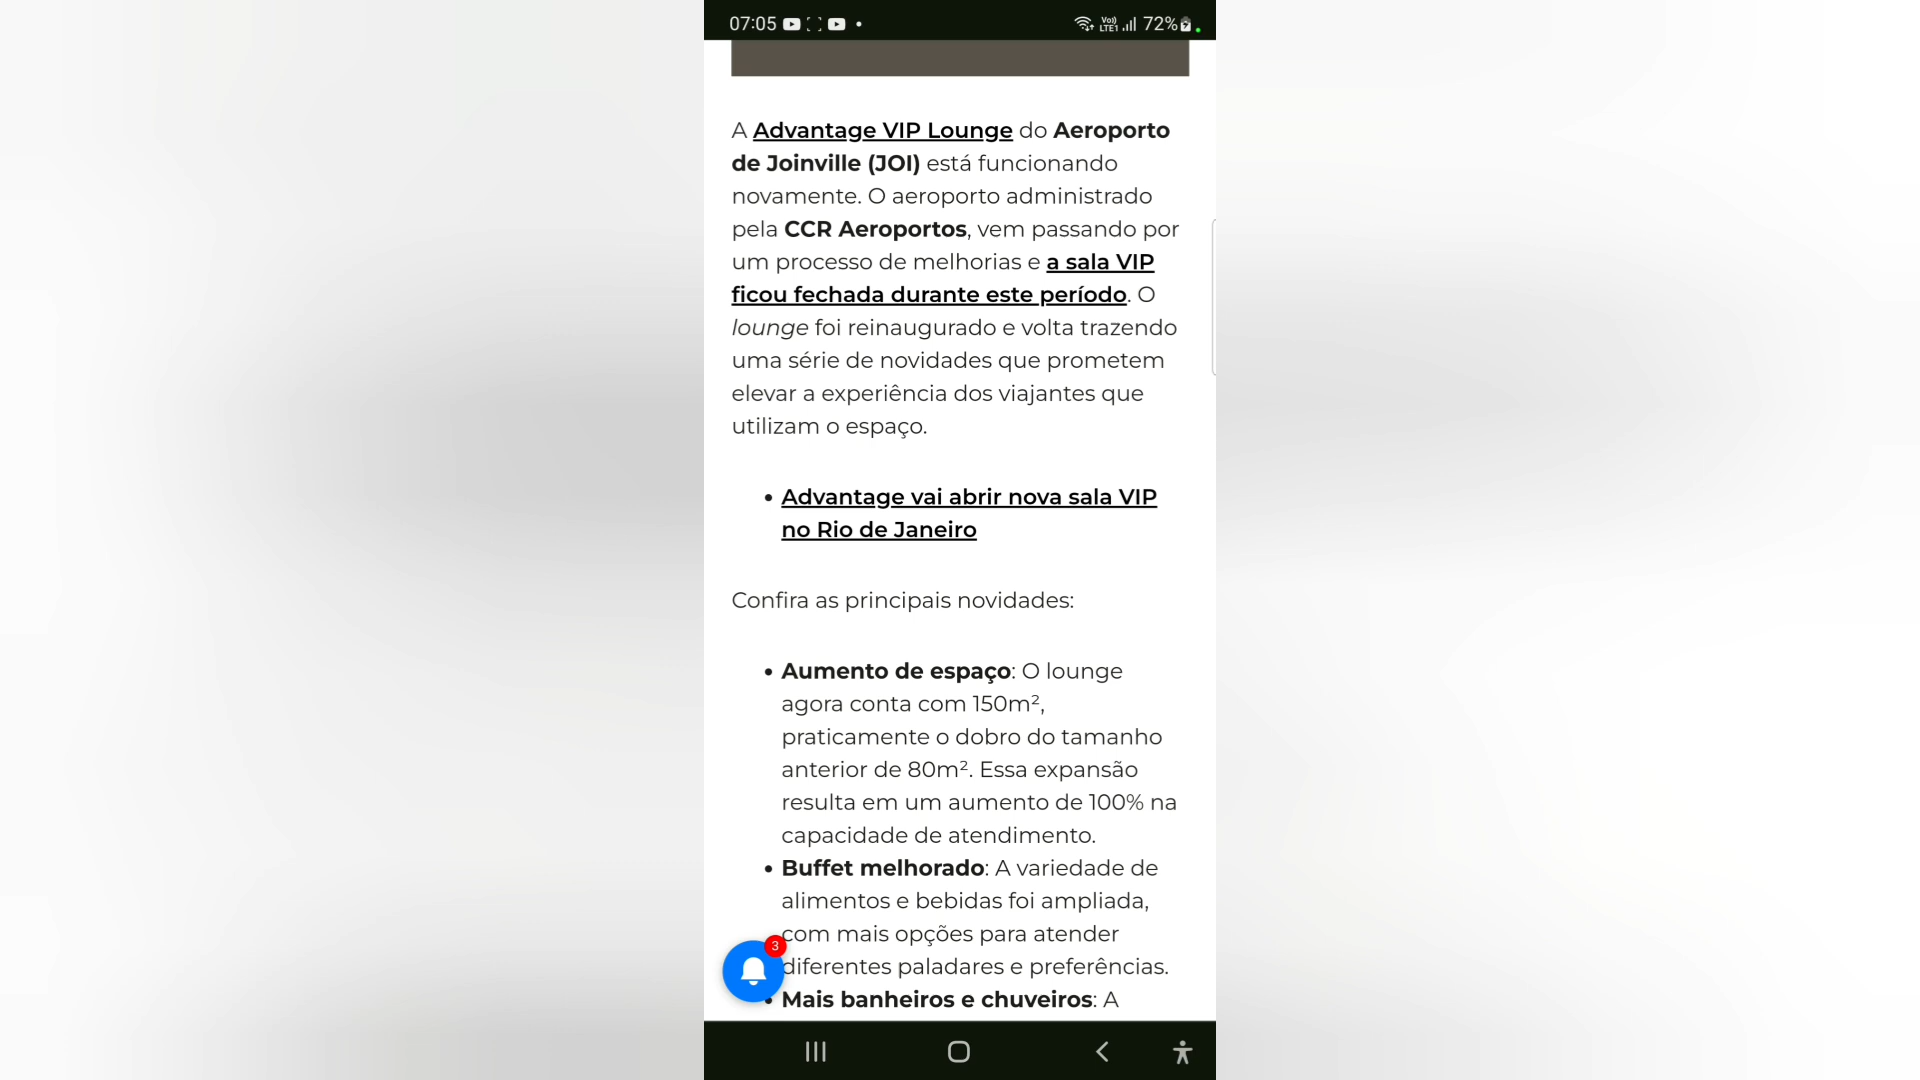 07:05
Vo))
LTE1
72%
A Advantage VIP Lounge do Aeroporto
de Joinville (JOI) está funcionando
novamente. O aeroporto administrado
pela CCR Aeroportos, vem passando por
um processo de melhorias e a sala VIP
ficou fechada durante este período. O
lounge foi reinaugurado e volta trazendo
uma série de novidades que prometem
elevar a experiência dos viajantes que
utilizam o espaço.
• Advantage vai abrir nova sala VIP
no Rio de Janeiro
Confira as principais novidades:
• Aumento de espaço: O lounge
agora conta com 150m²,
praticamente o dobro do tamanho
anterior de 80m². Essa expansão
resulta em um aumento de 100% na
capacidade de atendimento.
• Buffet melhorado: A variedade de
alimentos e bebidas foi ampliada,
com mais opções para atender
diferentes paladares e preferências.
3
• Mais banheiros e chuveiros: A